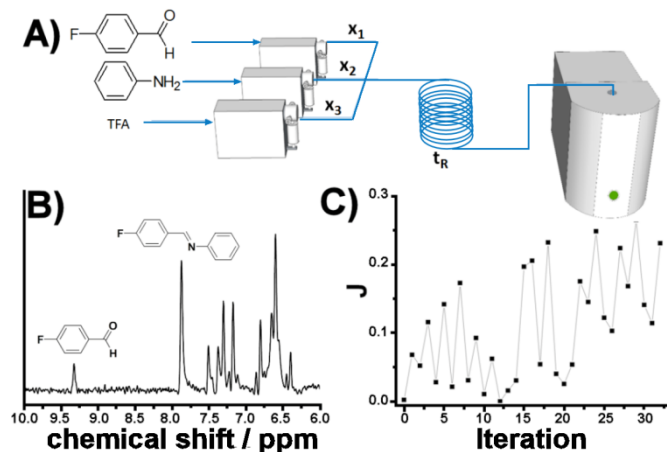 A)
F
O
H
x1
NH2
x2
x3
TFA
tR
B)
F
N
F
O
H
10.0 9.5 9.0 8.5 8.0 7.5 7.0 6.5 6.0
chemical shift / ppm
C)
0.3
0.2
0.1
0.0
J
0 5 10 15 20 25 30
Iteration